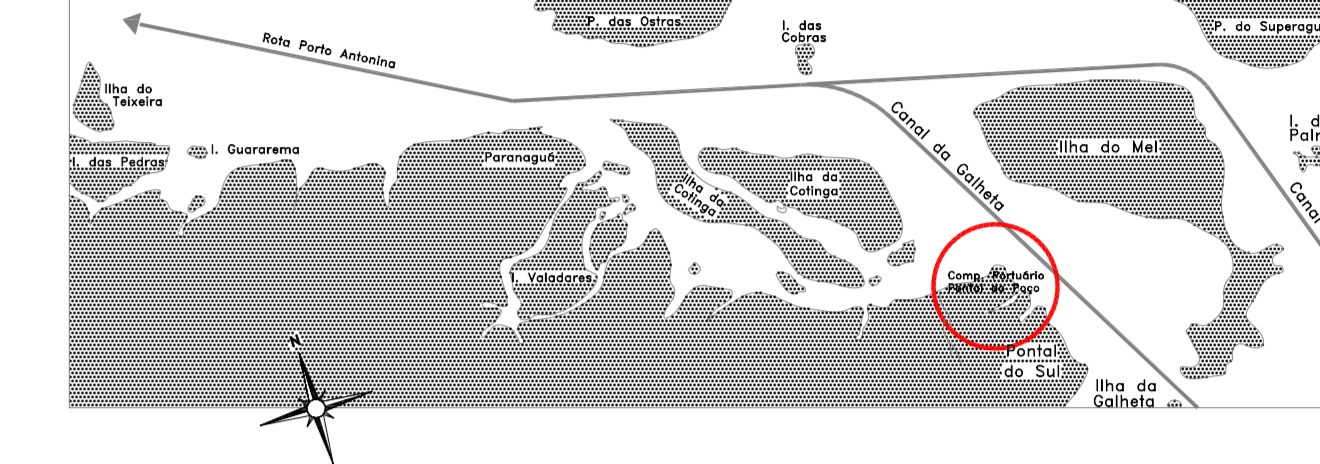 P. das Ostras
I. das
Cobras
P. do Superagu
Rota Porto Antonina
Ilha do
Teixeira
Canal da Galheta
I. d
Palr
I. das Pedras
I. Guararema
Paranaguá
Ilha da
Cotinga
Ilha da
Cotinga
Ilha do Mel
Canal
I. Valadares
Comp. Portuário
Pontal do Poço
N
Pontal
do Sul
Ilha da
Galheta